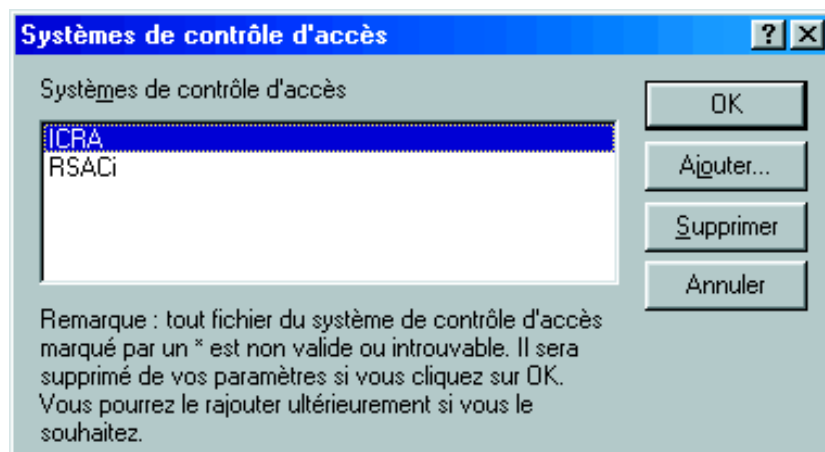 Systèmes de contrôle d'accès
Systèmes de contrôle d'accès
ICRA
RSACi
OK
Ajouter...
Supprimer
Annuler
Remarque : tout fichier du système de contrôle d'accès
marqué par un * est non valide ou introuvable. Il sera
supprimé de vos paramètres si vous cliquez sur OK.
Vous pourrez le rajouter ultérieurement si vous le
souhaitez.